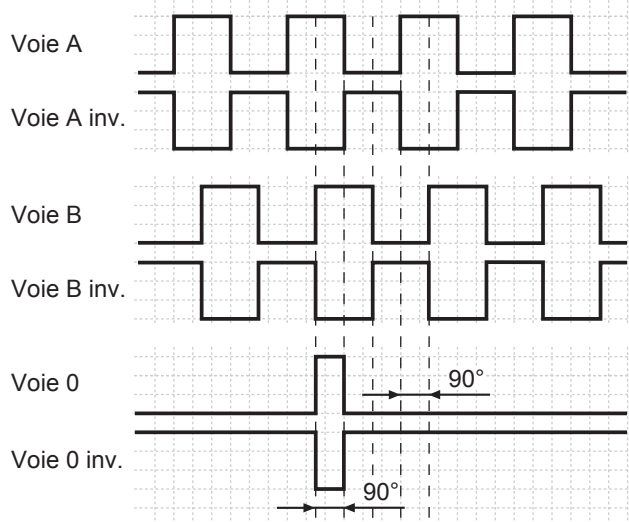 Voie A
Voie A inv.
Voie B
Voie B inv.
Voie 0
90°
Voie 0 inv.
90°